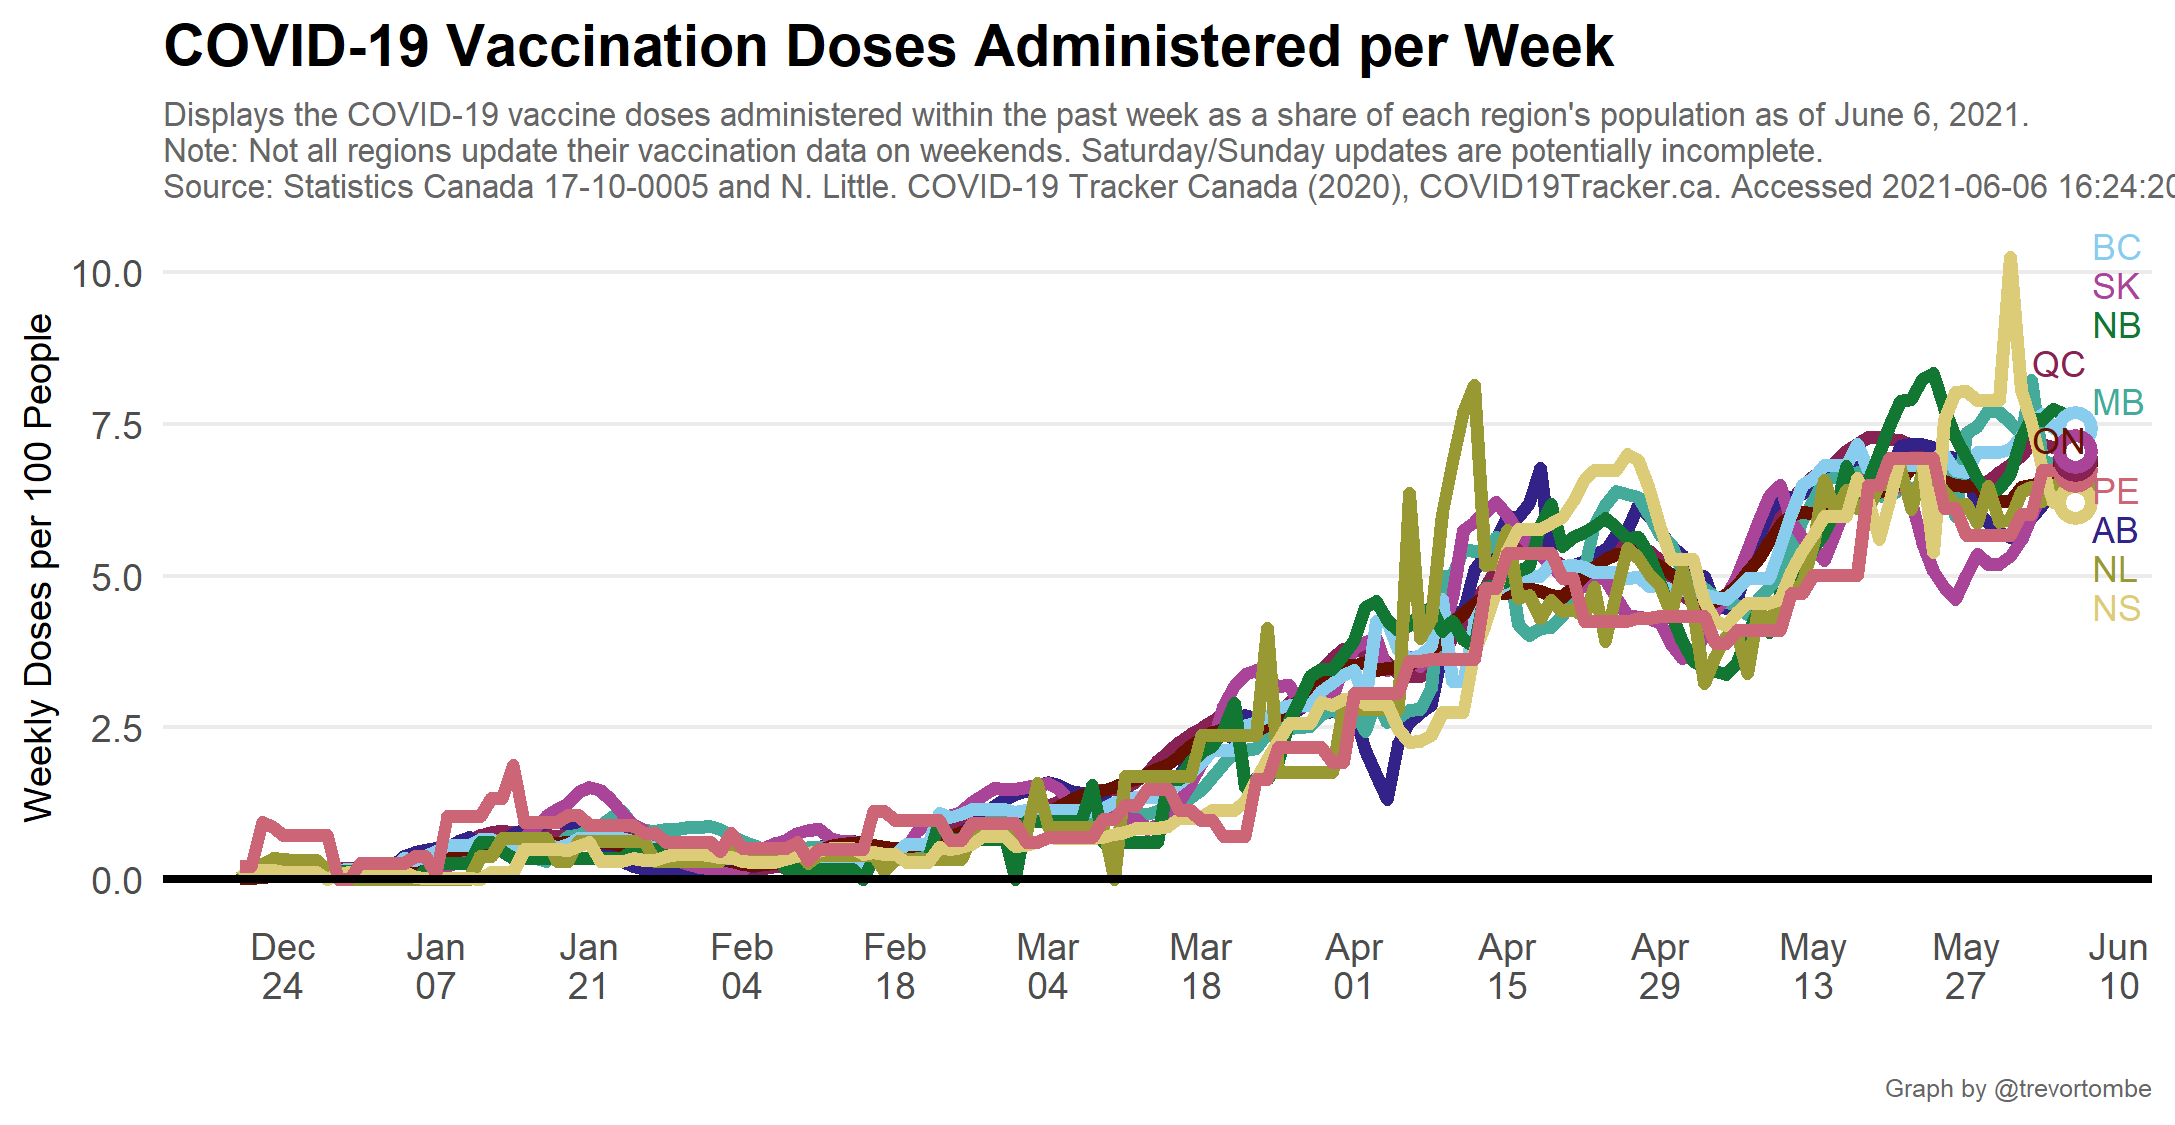 COVID-19 Vaccination Doses Administered per Week
Displays the COVID-19 vaccine doses administered within the past week as a share of each region's population as of June 6, 2021.
Note: Not all regions update their vaccination data on weekends. Saturday/Sunday updates are potentially incomplete.
Source: Statistics Canada 17-10-0005 and N. Little. COVID-19 Tracker Canada (2020), COVID19Tracker.ca. Accessed 2021-06-06 16:24:20
Weekly Doses per 100 People
10.0
7.5
5.0
2.5
0.0
BC
SK
NB
QC
MB
ON
PE
AB
NL
NS
Dec
24
Jan
07
Jan
21
Feb
04
Feb
18
Mar
04
Mar
18
Apr
01
Apr
15
Apr
29
May
13
May
27
Jun
10
Graph by @trevortombe